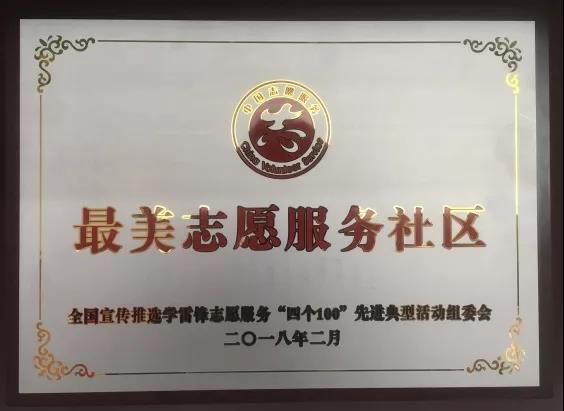 中国志愿服务
China Volunteer Service
最美志愿服务社区
全国宣传推选学雷锋志愿服务“四个100”先进典型活动组委会
二〇一八年二月